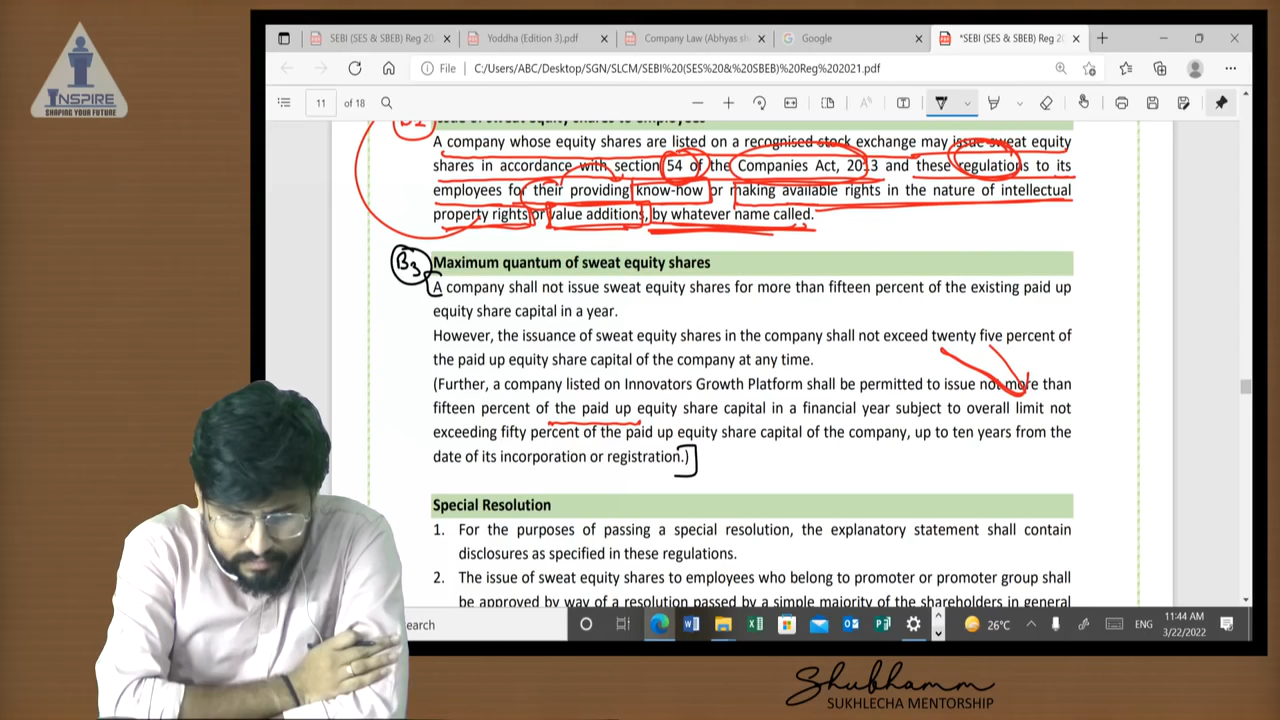 INSPIRE
SHAPING YOUR FUTURE
SEBI (SES & SBEB) Reg 20
Yoddha (Edition 3).pdf
Company Law (Abhyas sh
Google
*SEBI (SES & SBEB) Reg 20
File
C:/Users/ABC/Desktop/SGN/SLCM/SEBI%20(SES%20&%20SBEB)%20Reg%202021.pdf
11 of 18
Issue of sweat equity shares to employees
A company whose equity shares are listed on a recognised stock exchange may issue sweat equity
shares in accordance with section 54 of the Companies Act, 2013 and these regulations to its
employees for their providing know-how or making available rights in the nature of intellectual
property rights or value additions, by whatever name called.
B3
Maximum quantum of sweat equity shares
A company shall not issue sweat equity shares for more than fifteen percent of the existing paid up
equity share capital in a year.
However, the issuance of sweat equity shares in the company shall not exceed twenty five percent of
the paid up equity share capital of the company at any time.
(Further, a company listed on Innovators Growth Platform shall be permitted to issue not more than
fifteen percent of the paid up equity share capital in a financial year subject to overall limit not
exceeding fifty percent of the paid up equity share capital of the company, up to ten years from the
date of its incorporation or registration.)
Special Resolution
1. For the purposes of passing a special resolution, the explanatory statement shall contain
disclosures as specified in these regulations.
2. The issue of sweat equity shares to employees who belong to promoter or promoter group shall
be approved by way of a resolution passed by a simple majority of the shareholders in general
earch
26°C
ENG
11:44 AM
3/22/2022
Shubhamm
SUKHLECHA MENTORSHIP